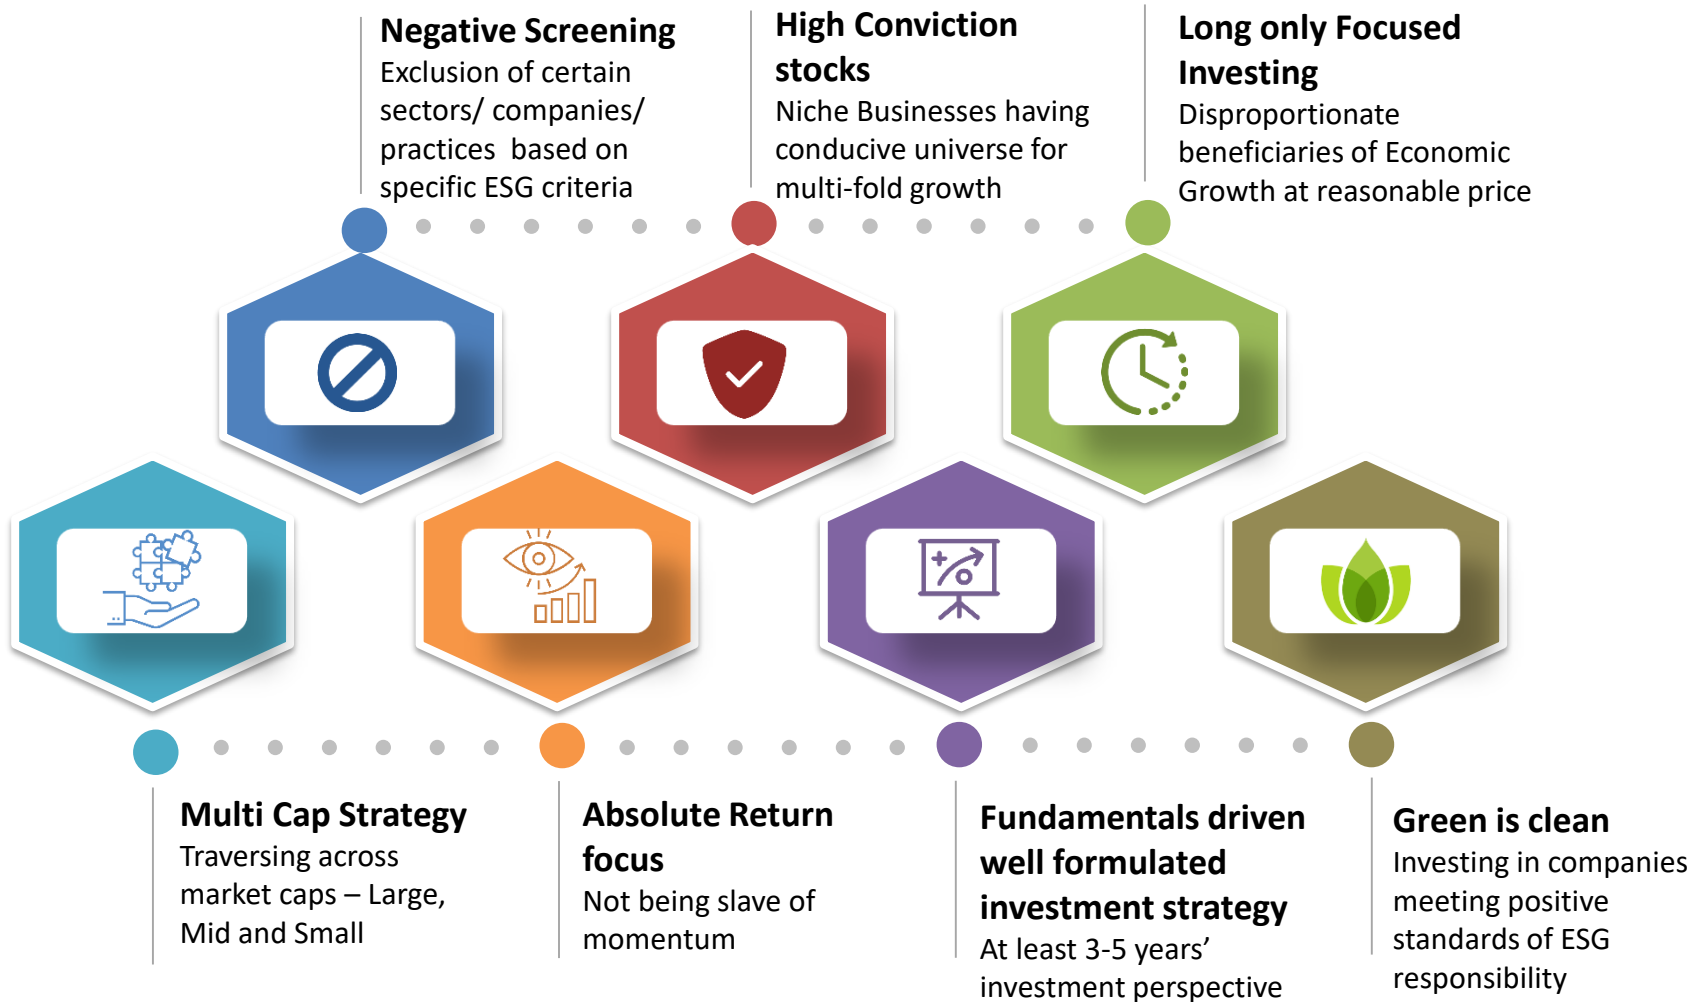 Negative Screening
Exclusion of certain
sectors/ companies/
practices  based on
specific ESG criteria
High Conviction
stocks
Niche Businesses having
conducive universe for
multi-fold growth
Long only Focused
Investing
Disproportionate
beneficiaries of Economic
Growth at reasonable price
Multi Cap Strategy
Traversing across
market caps – Large,
Mid and Small
Absolute Return
focus
Not being slave of
momentum
Fundamentals driven
well formulated
investment strategy
At least 3-5 years’
investment perspective
Green is clean
Investing in companies
meeting positive
standards of ESG
responsibility